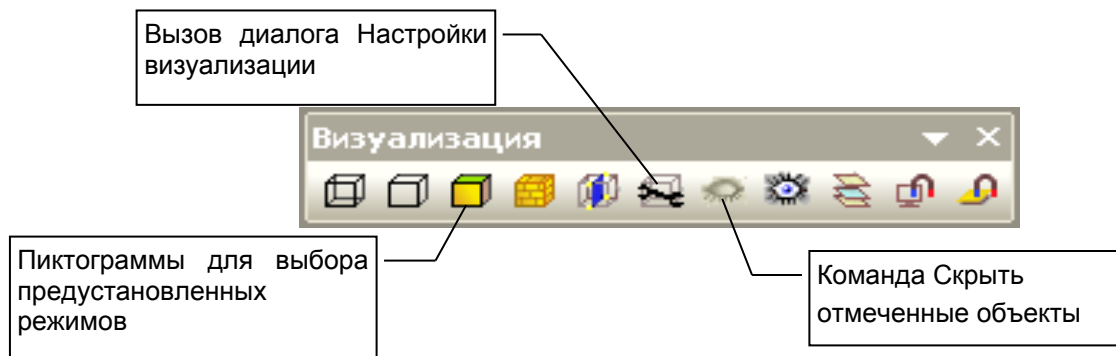 Вызов диалога Настройки
визуализации
Визуализация
Пиктограммы для выбора
предустановленных
режимов
Команда Скрыть
отмеченные объекты